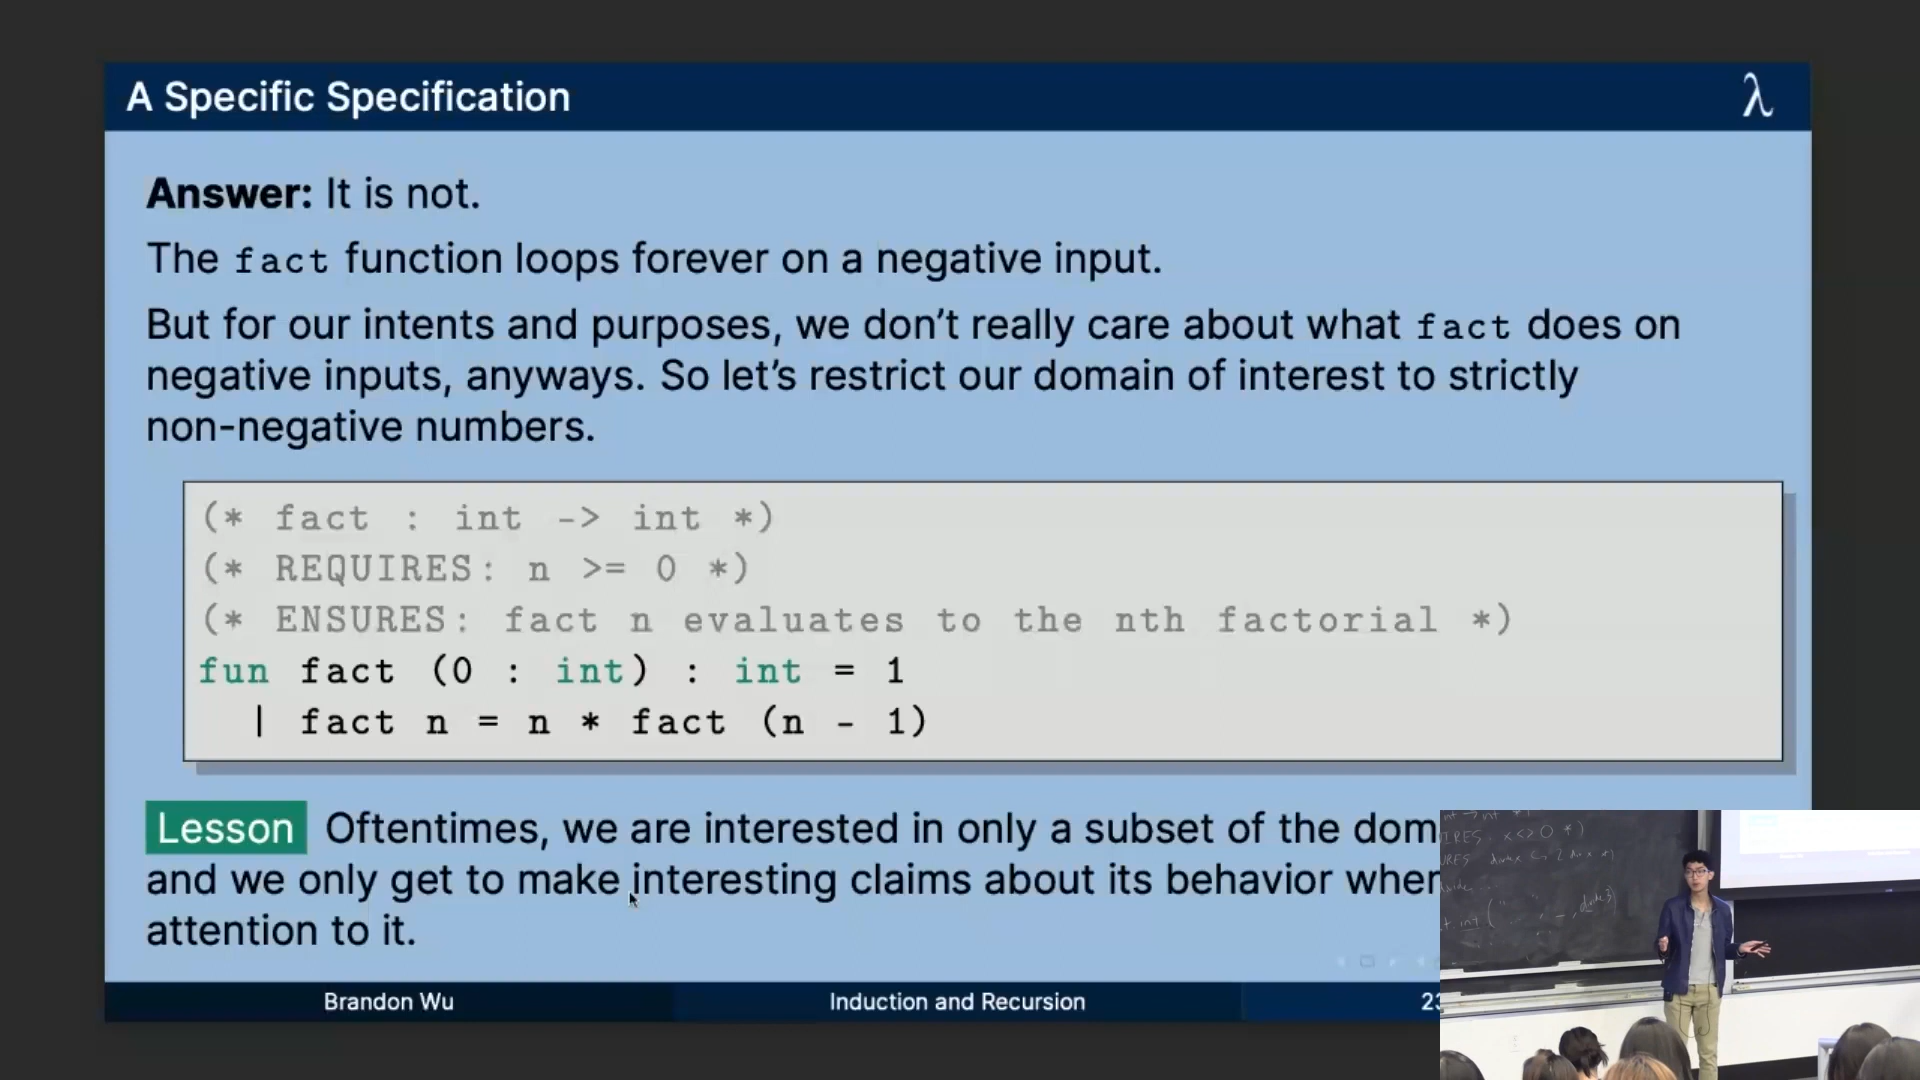 A Specific Specification
λ
Answer: It is not.
The fact function loops forever on a negative input.
But for our intents and purposes, we don’t really care about what fact does on
negative inputs, anyways. So let’s restrict our domain of interest to strictly
non-negative numbers.
(* fact : int -> int *)
(* REQUIRES: n >= 0 *)
(* ENSURES: fact n evaluates to the nth factorial *)
fun fact (0 : int) : int = 1
| fact n = n * fact (n - 1)
Lesson Oftentimes, we are interested in only a subset of the dom
and we only get to make interesting claims about its behavior when
attention to it.
Brandon Wu
Induction and Recursion
23